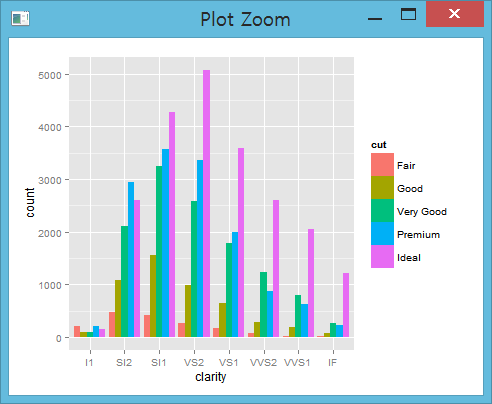 Plot Zoom
5000
4000
3000
2000
1000
0
count
I1 SI2 SI1 VS2 VS1 VVS2 VVS1 IF
clarity
cut
Fair
Good
Very Good
Premium
Ideal